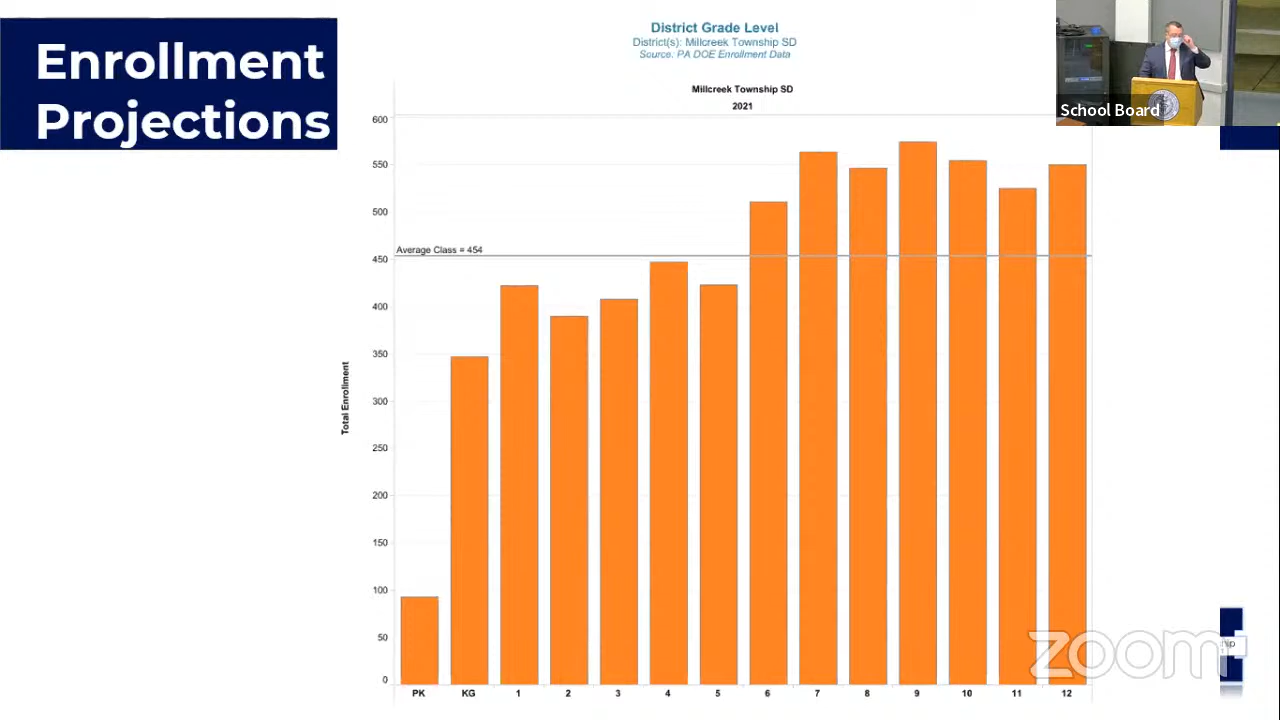 Enrollment
Projections
District Grade Level
District(s): Millcreek Township SD
Source: PA DOE Enrollment Data
Millcreek Township SD
2021
School Board
600
550
500
Average Class = 454
450
400
350
300
250
200
150
100
50
0
Total Enrollment
PK KG 1 2 3 4 5 6 7 8 9 10 11 12
zoom